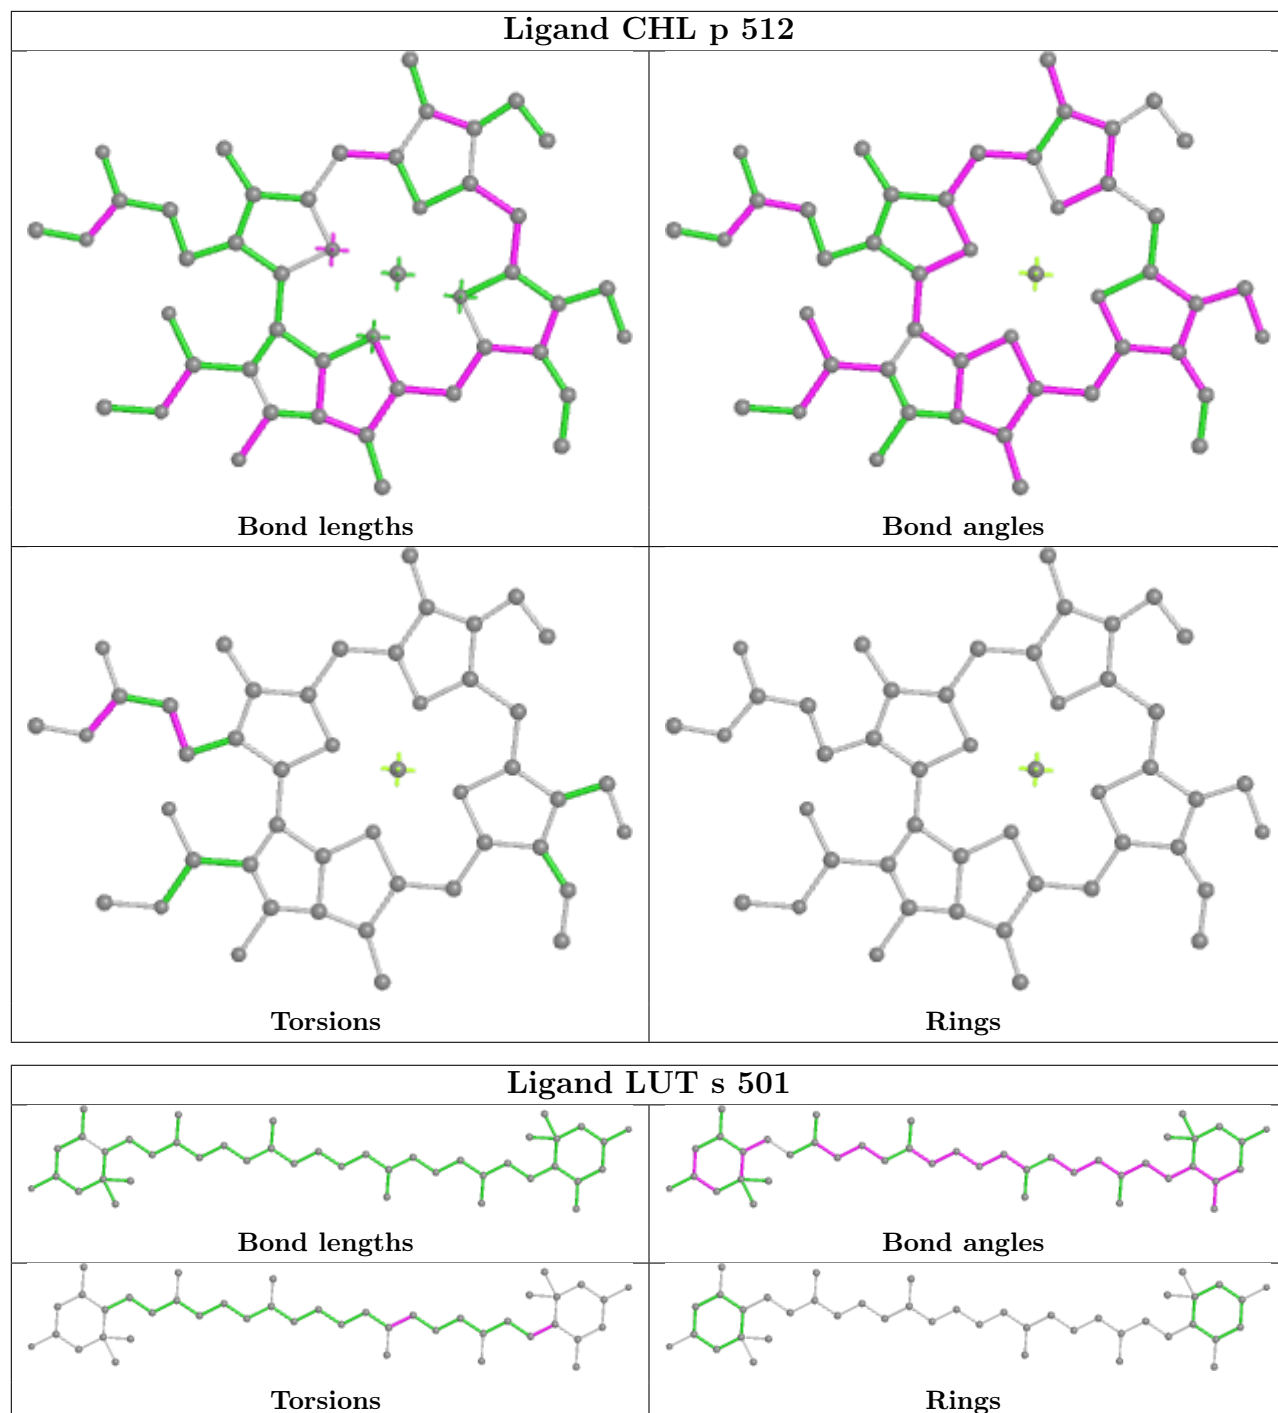 Ligand CHL p 512
Bond lengths
Bond angles
Torsions
Rings
Ligand LUT s 501
Bond lengths
Bond angles
Torsions
Rings